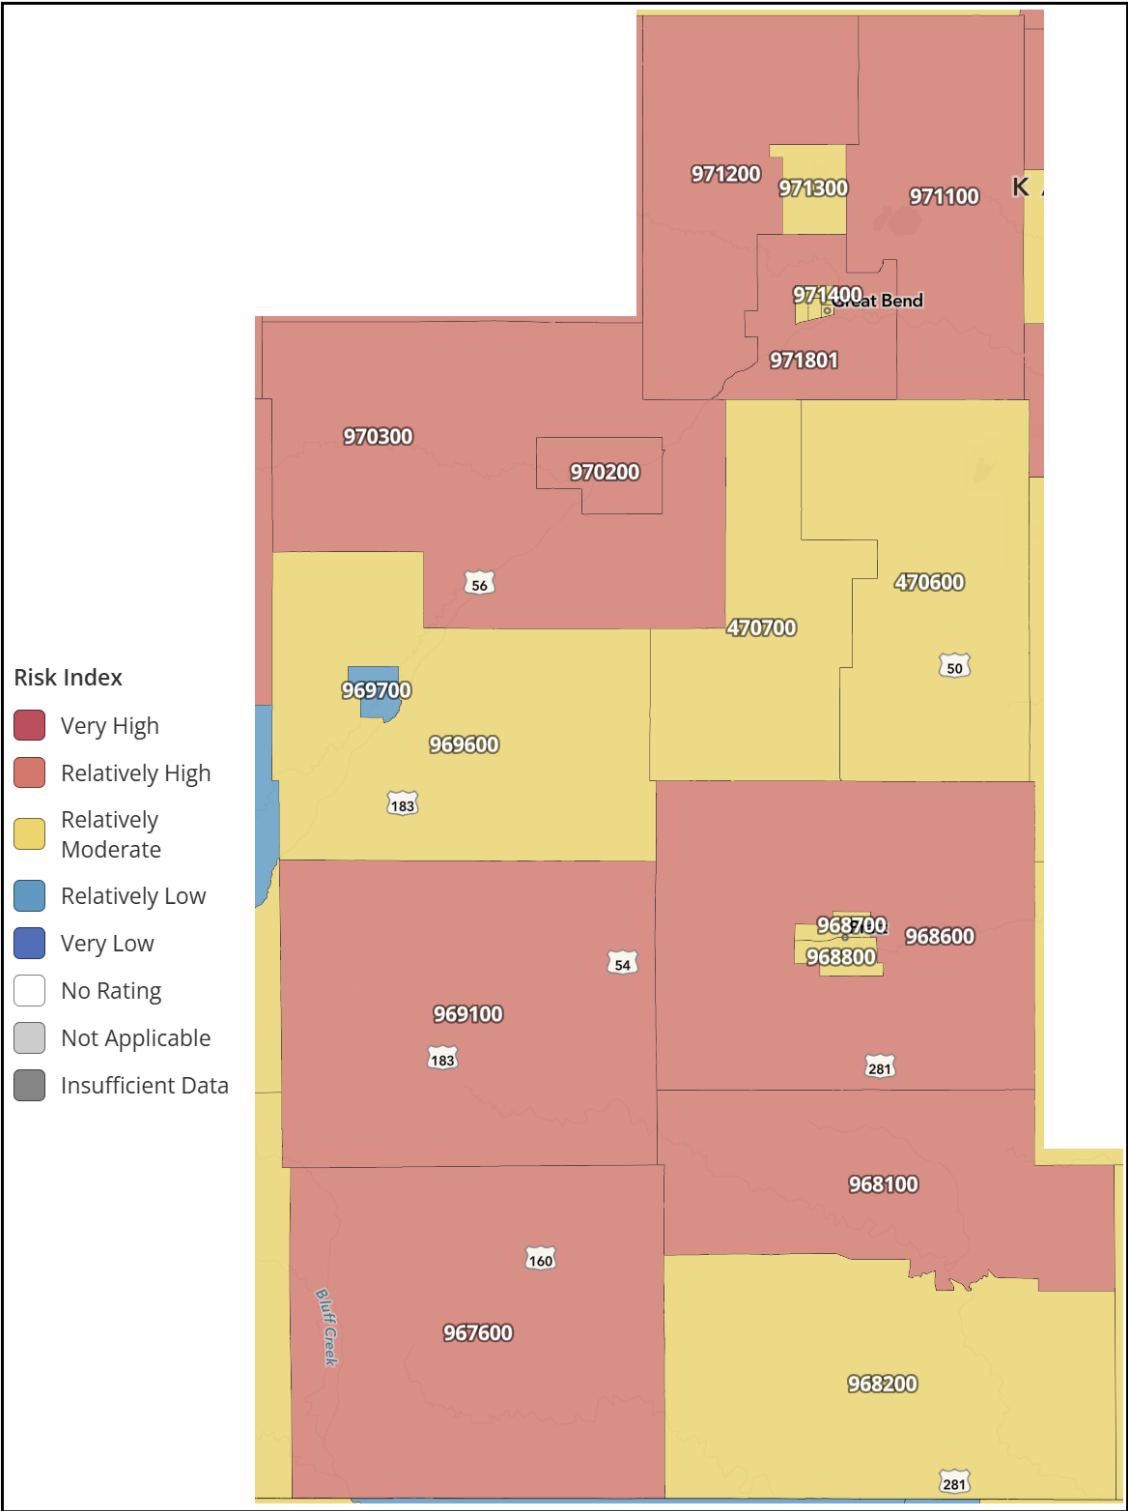 971200
971300
971100
K
971400
Great Bend
971801
970300
970200
56
470600
470700
50
969700
969600
183
Risk Index
Very High
Relatively High
Relatively
Moderate
Relatively Low
Very Low
No Rating
Not Applicable
Insufficient Data
968700
968600
968800
54
969100
183
281
968100
160
Bluff Creek
967600
968200
281